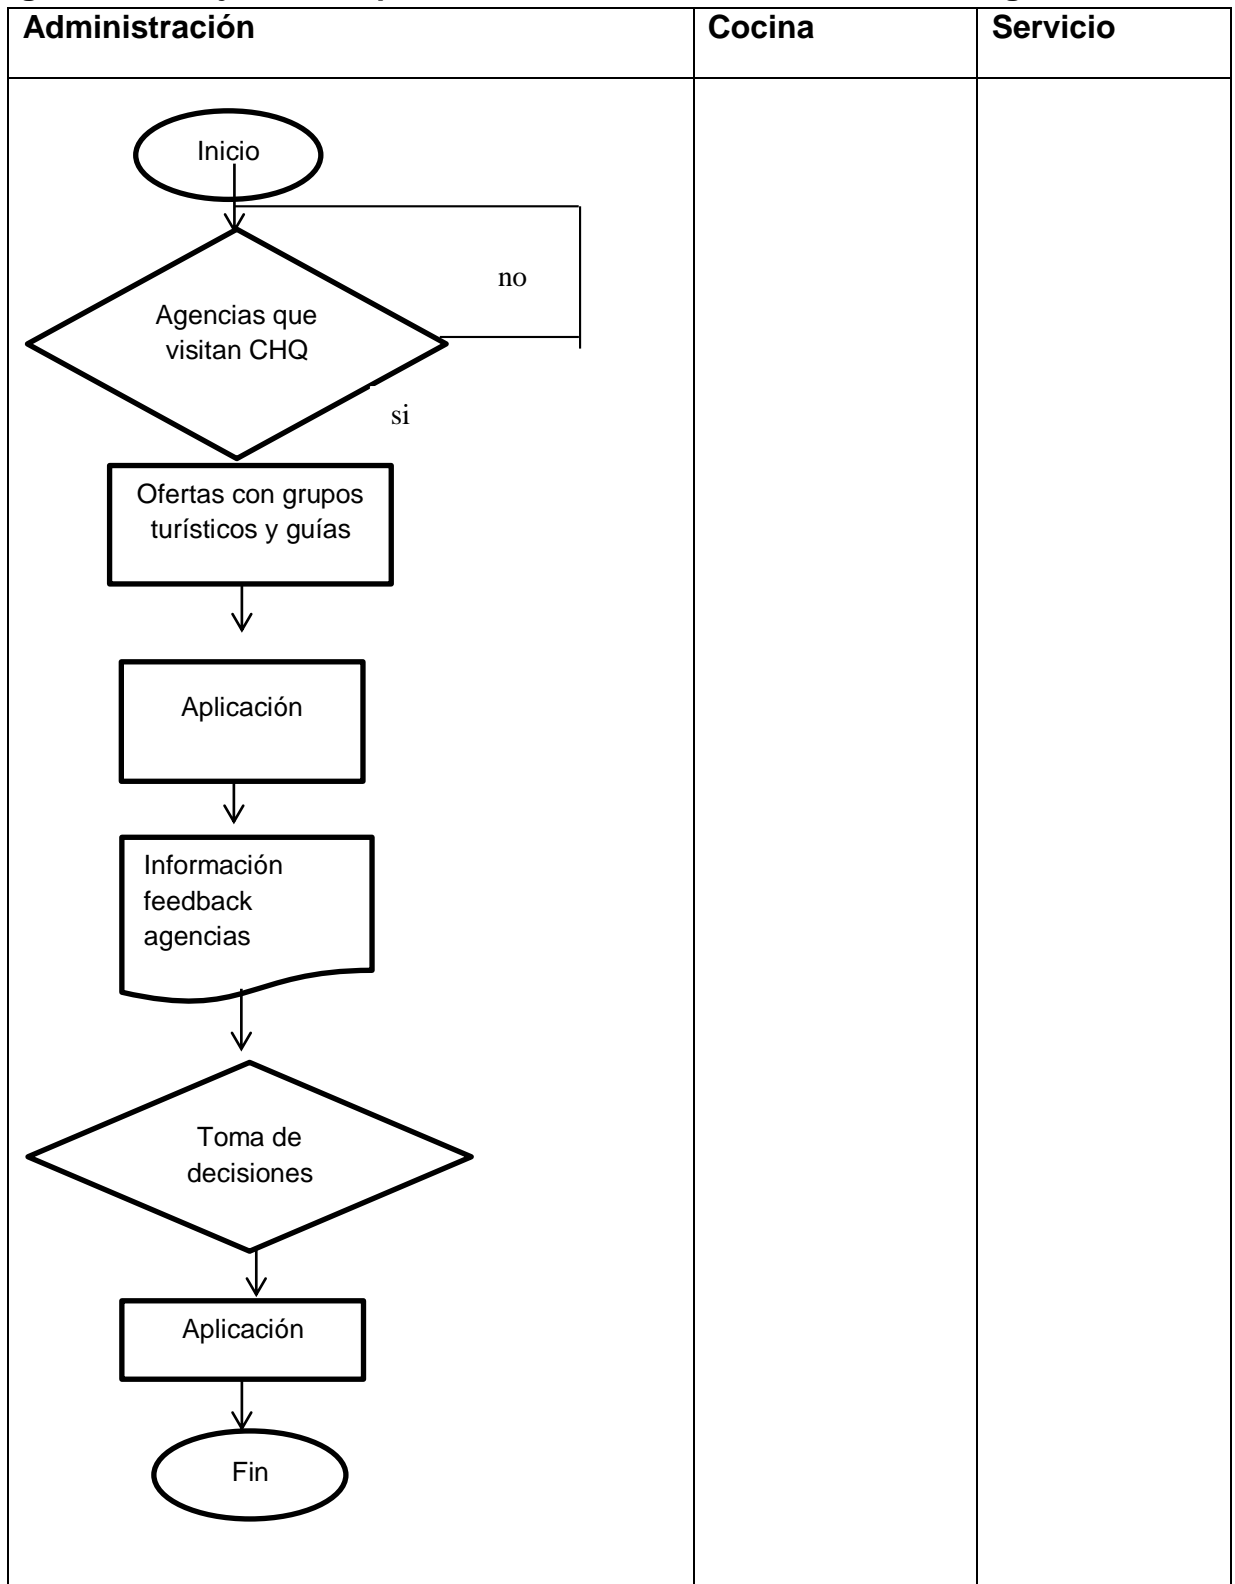 Administración
Cocina
Servicio
Inicio
no
Agencias que
visitan CHQ
si
Ofertas con grupos
turísticos y guías
Aplicación
Información
feedback
agencias
Toma de
decisiones
Aplicación
Fin